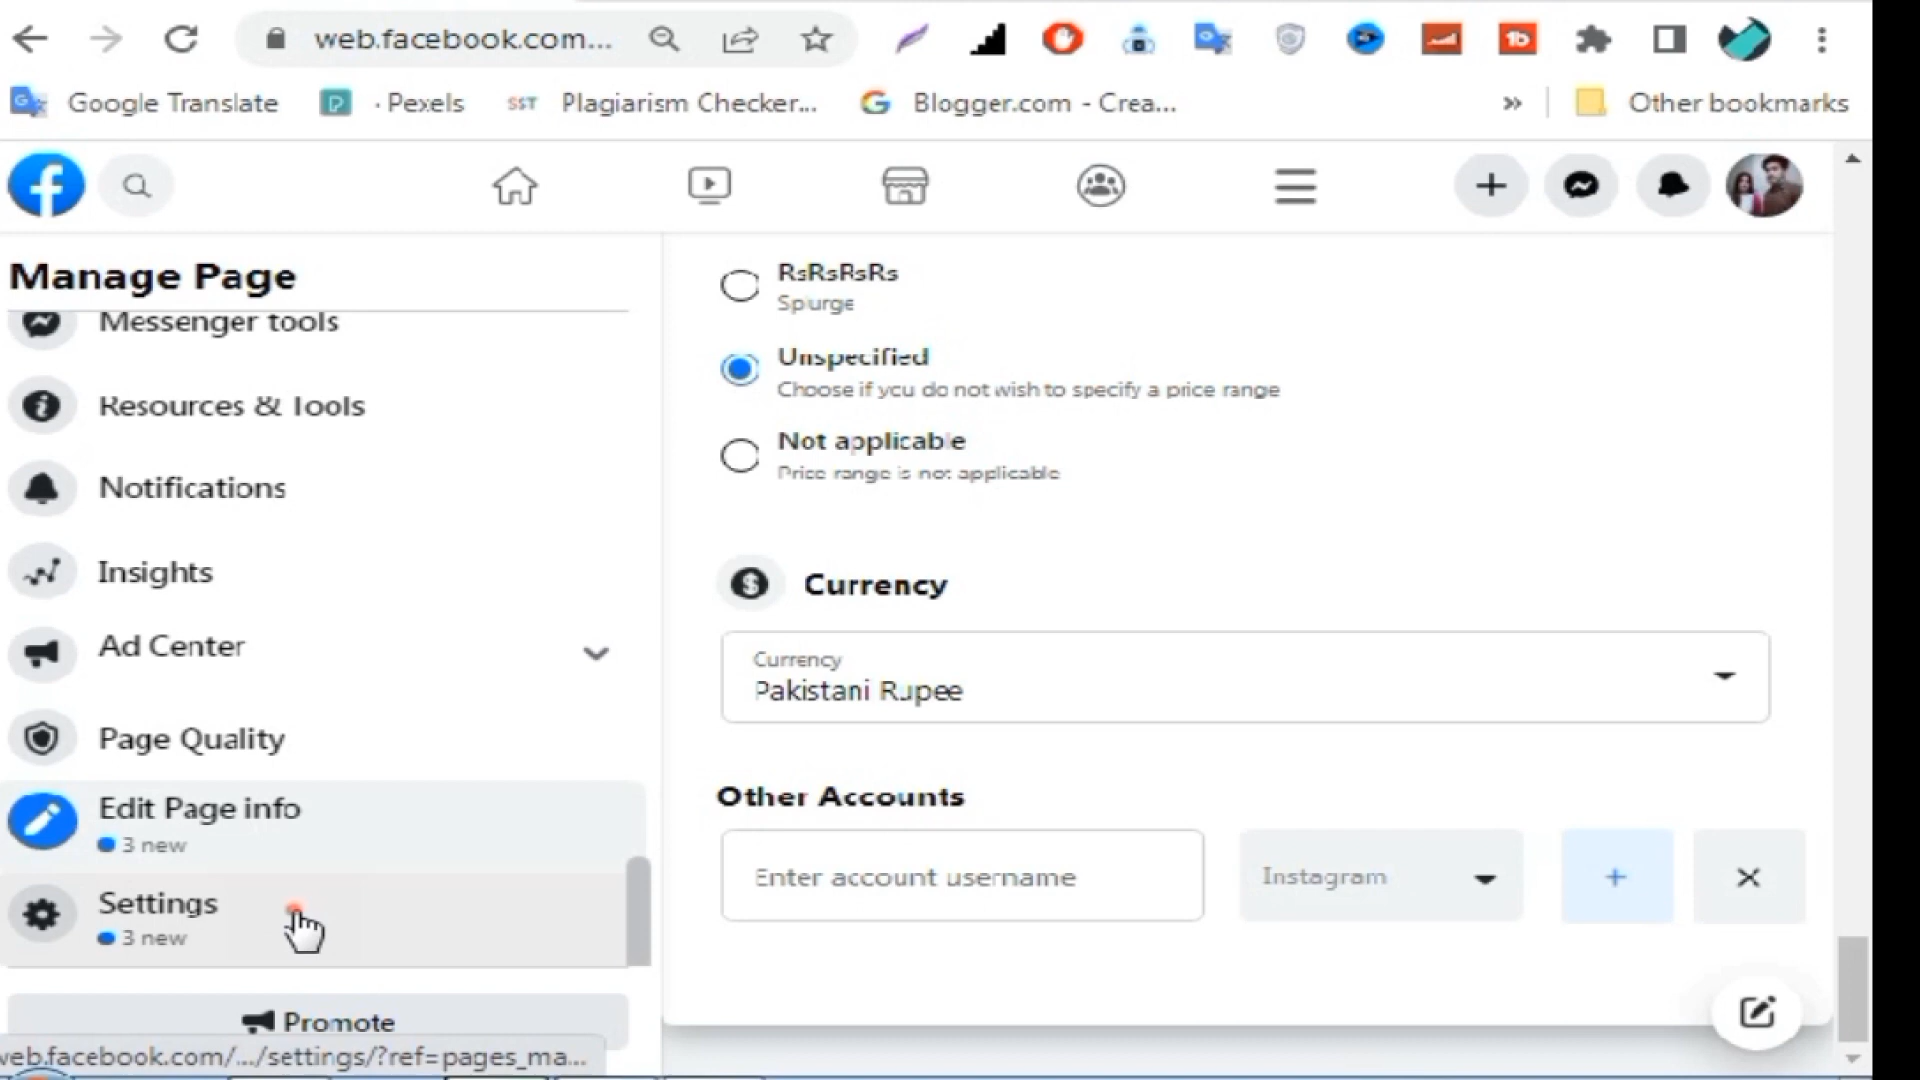 web.facebook.com...
Google Translate
Pexels
SST Plagiarism Checker...
Blogger.com - Crea...
»
Other bookmarks
Manage Page
Messenger tools
Resources & Tools
Notifications
Insights
Ad Center
Page Quality
Edit Page info
3 new
Settings
3 new
Promote
web.facebook.com/.../settings/?ref=pages_ma...
RsRsRsRs
Splurge
Unspecified
Choose if you do not wish to specify a price range
Not applicable
Price range is not applicable
Currency
Currency
Pakistani Rupee
Other Accounts
Enter account username
Instagram